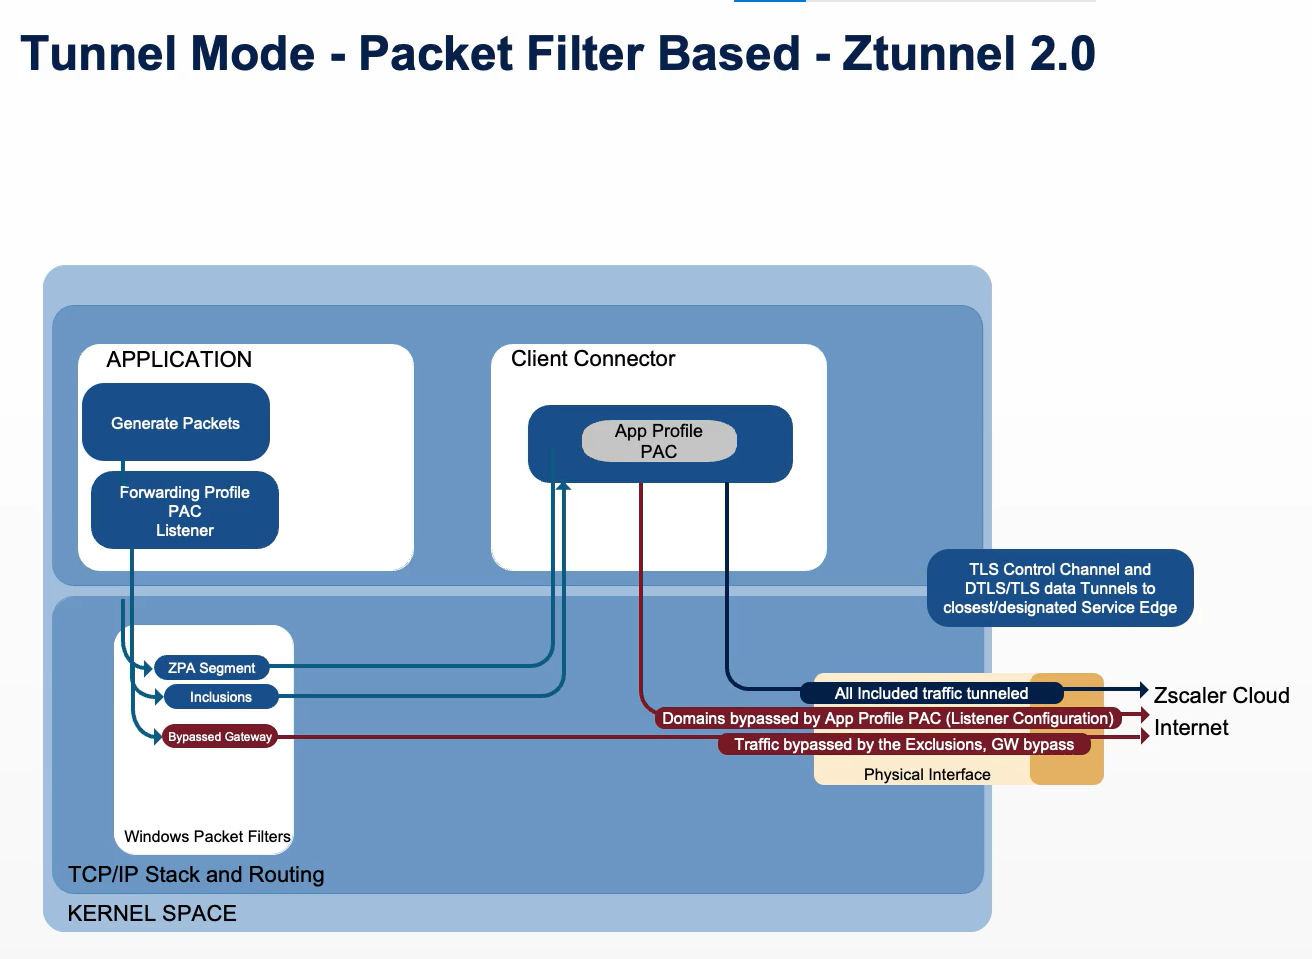 Tunnel Mode - Packet Filter Based - Ztunnel 2.0
APPLICATION
Generate Packets
Forwarding Profile
PAC
Listener
Client Connector
App Profile
PAC
TLS Control Channel and
DTLS/TLS data Tunnels to
closest/designated Service Edge
ZPA Segment
Inclusions
Bypassed Gateway
Windows Packet Filters
All Included traffic tunneled
Domains bypassed by App Profile PAC (Listener Configuration)
Traffic bypassed by the Exclusions, GW bypass
Physical Interface
Zscaler Cloud
Internet
TCP/IP Stack and Routing
KERNEL SPACE